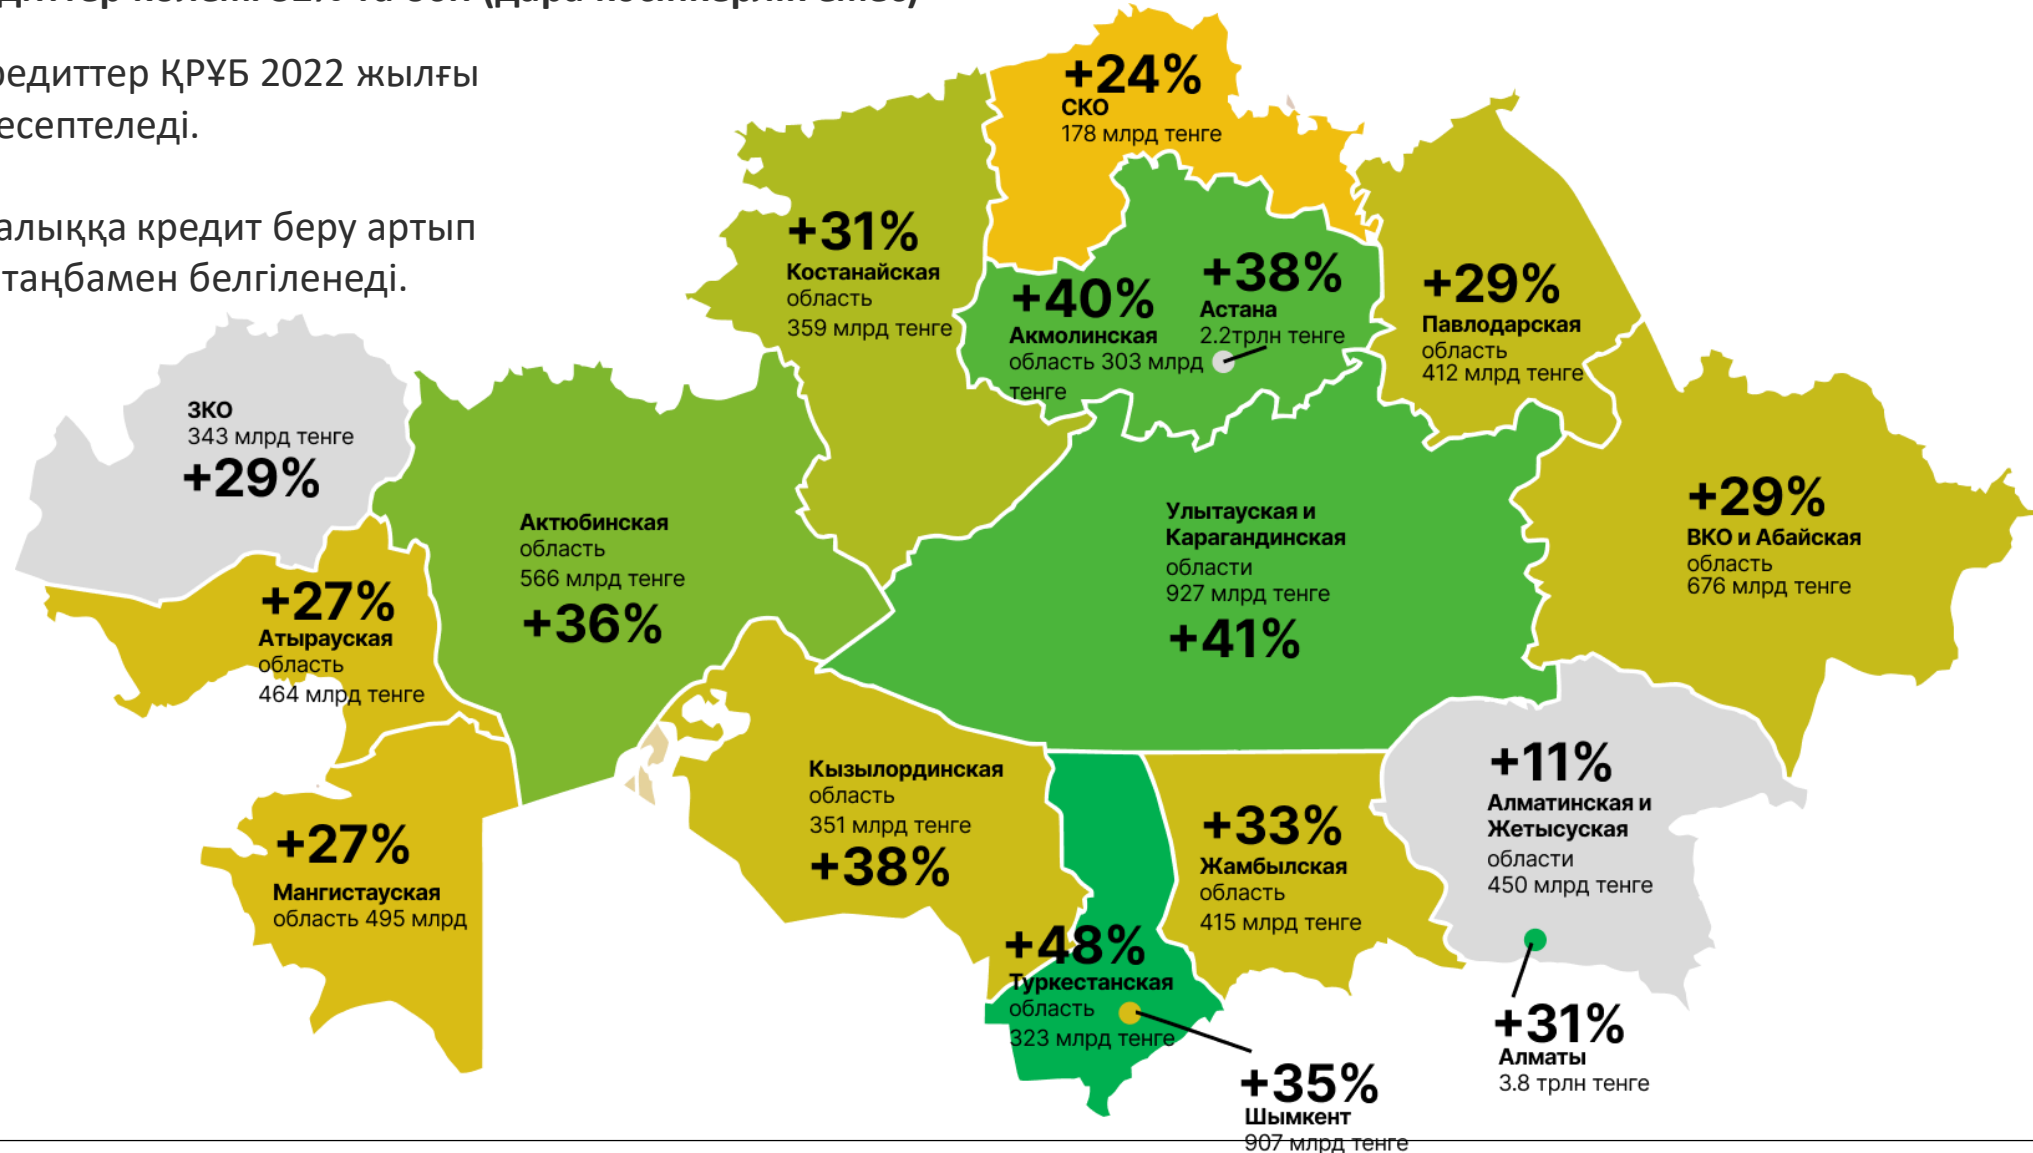 (дара кәсіпкерлік емес)
ҚРҰБ 2022 жылғы
кредит беру артып
таңбамен белгіленеді.
+24%
СКО
178 млрд тенге
+31%
Костанайская
область
359 млрд тенге
+40%
Акмолинская
область 303 млрд
тенге
+38%
Астана
2.2трлн тенге
+29%
Павлодарская
область
412 млрд тенге
ЗКО
343 млрд тенге
+29%
Актюбинская
область
566 млрд тенге
+36%
Улытауская и
Карагандинская
области
927 млрд тенге
+41%
+29%
ВКО и Абайская
область
676 млрд тенге
+27%
Атырауская
область
464 млрд тенге
+27%
Мангистауская
область 495 млрд
Кызылординская
область
351 млрд тенге
+38%
+48%
Туркестанская
область
323 млрд тенге
+33%
Жамбылская
область
415 млрд тенге
+11%
Алматинская и
Жетысуская
области
450 млрд тенге
+31%
Алматы
3.8 трлн тенге
+35%
Шымкент
907 млрд тенге